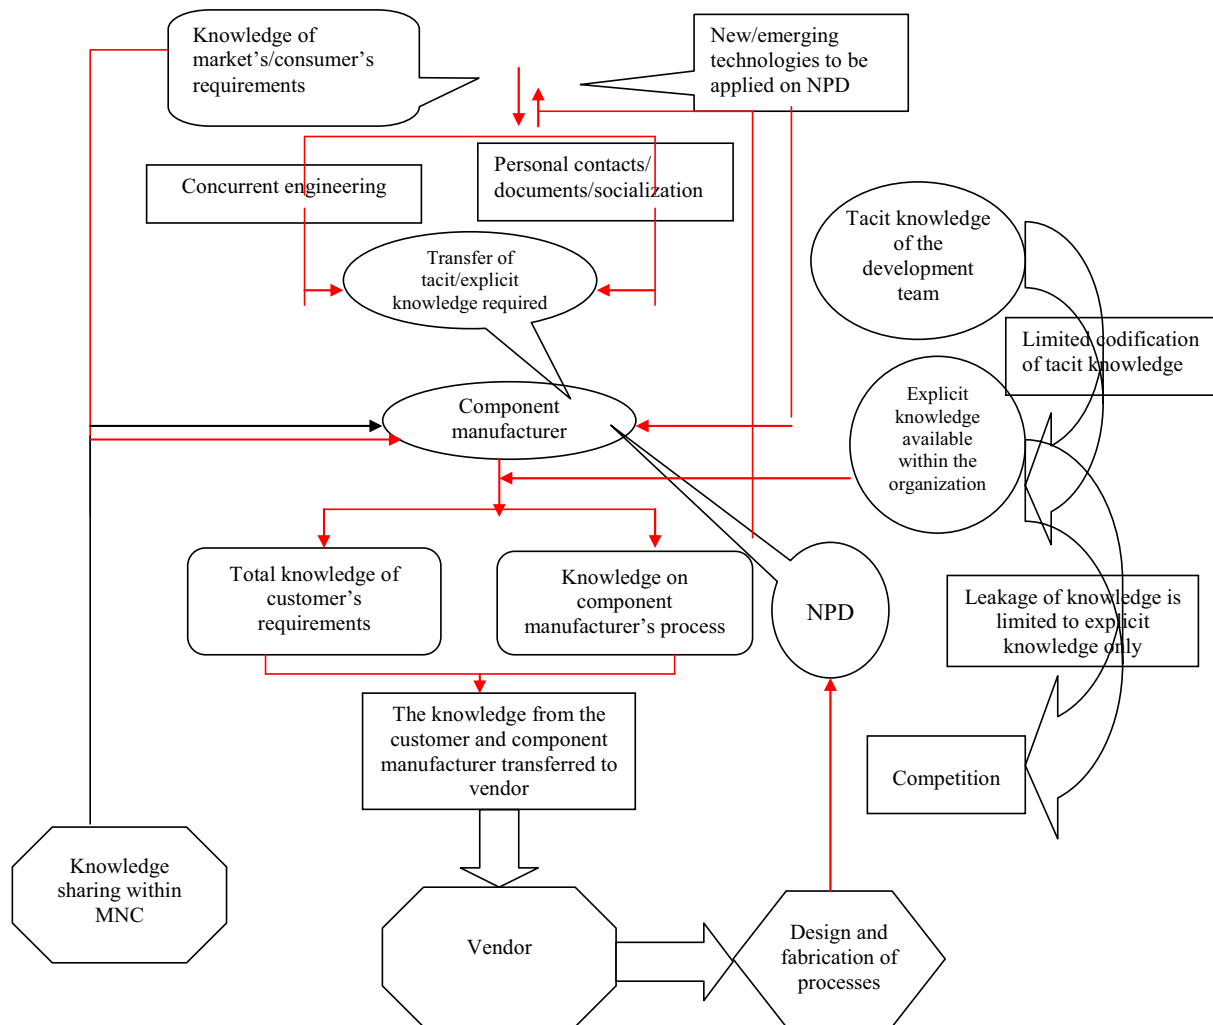 Knowledge of
market’s/consumer’s
requirements
New/emerging
technologies to be
applied on NPD
Concurrent engineering
Personal contacts/
documents/socialization
Transfer of
tacit/explicit
knowledge required
Tacit knowledge
of the
development
team
Limited codification
of tacit knowledge
Component
manufacturer
Explicit
knowledge
available
within the
organization
Total knowledge of
customer’s
requirements
Knowledge on
component
manufacturer’s process
NPD
Leakage of knowledge is
limited to explicit
knowledge only
The knowledge from the
customer and component
manufacturer transferred to
vendor
Competition
Knowledge
sharing within
MNC
Vendor
Design and
fabrication of
processes